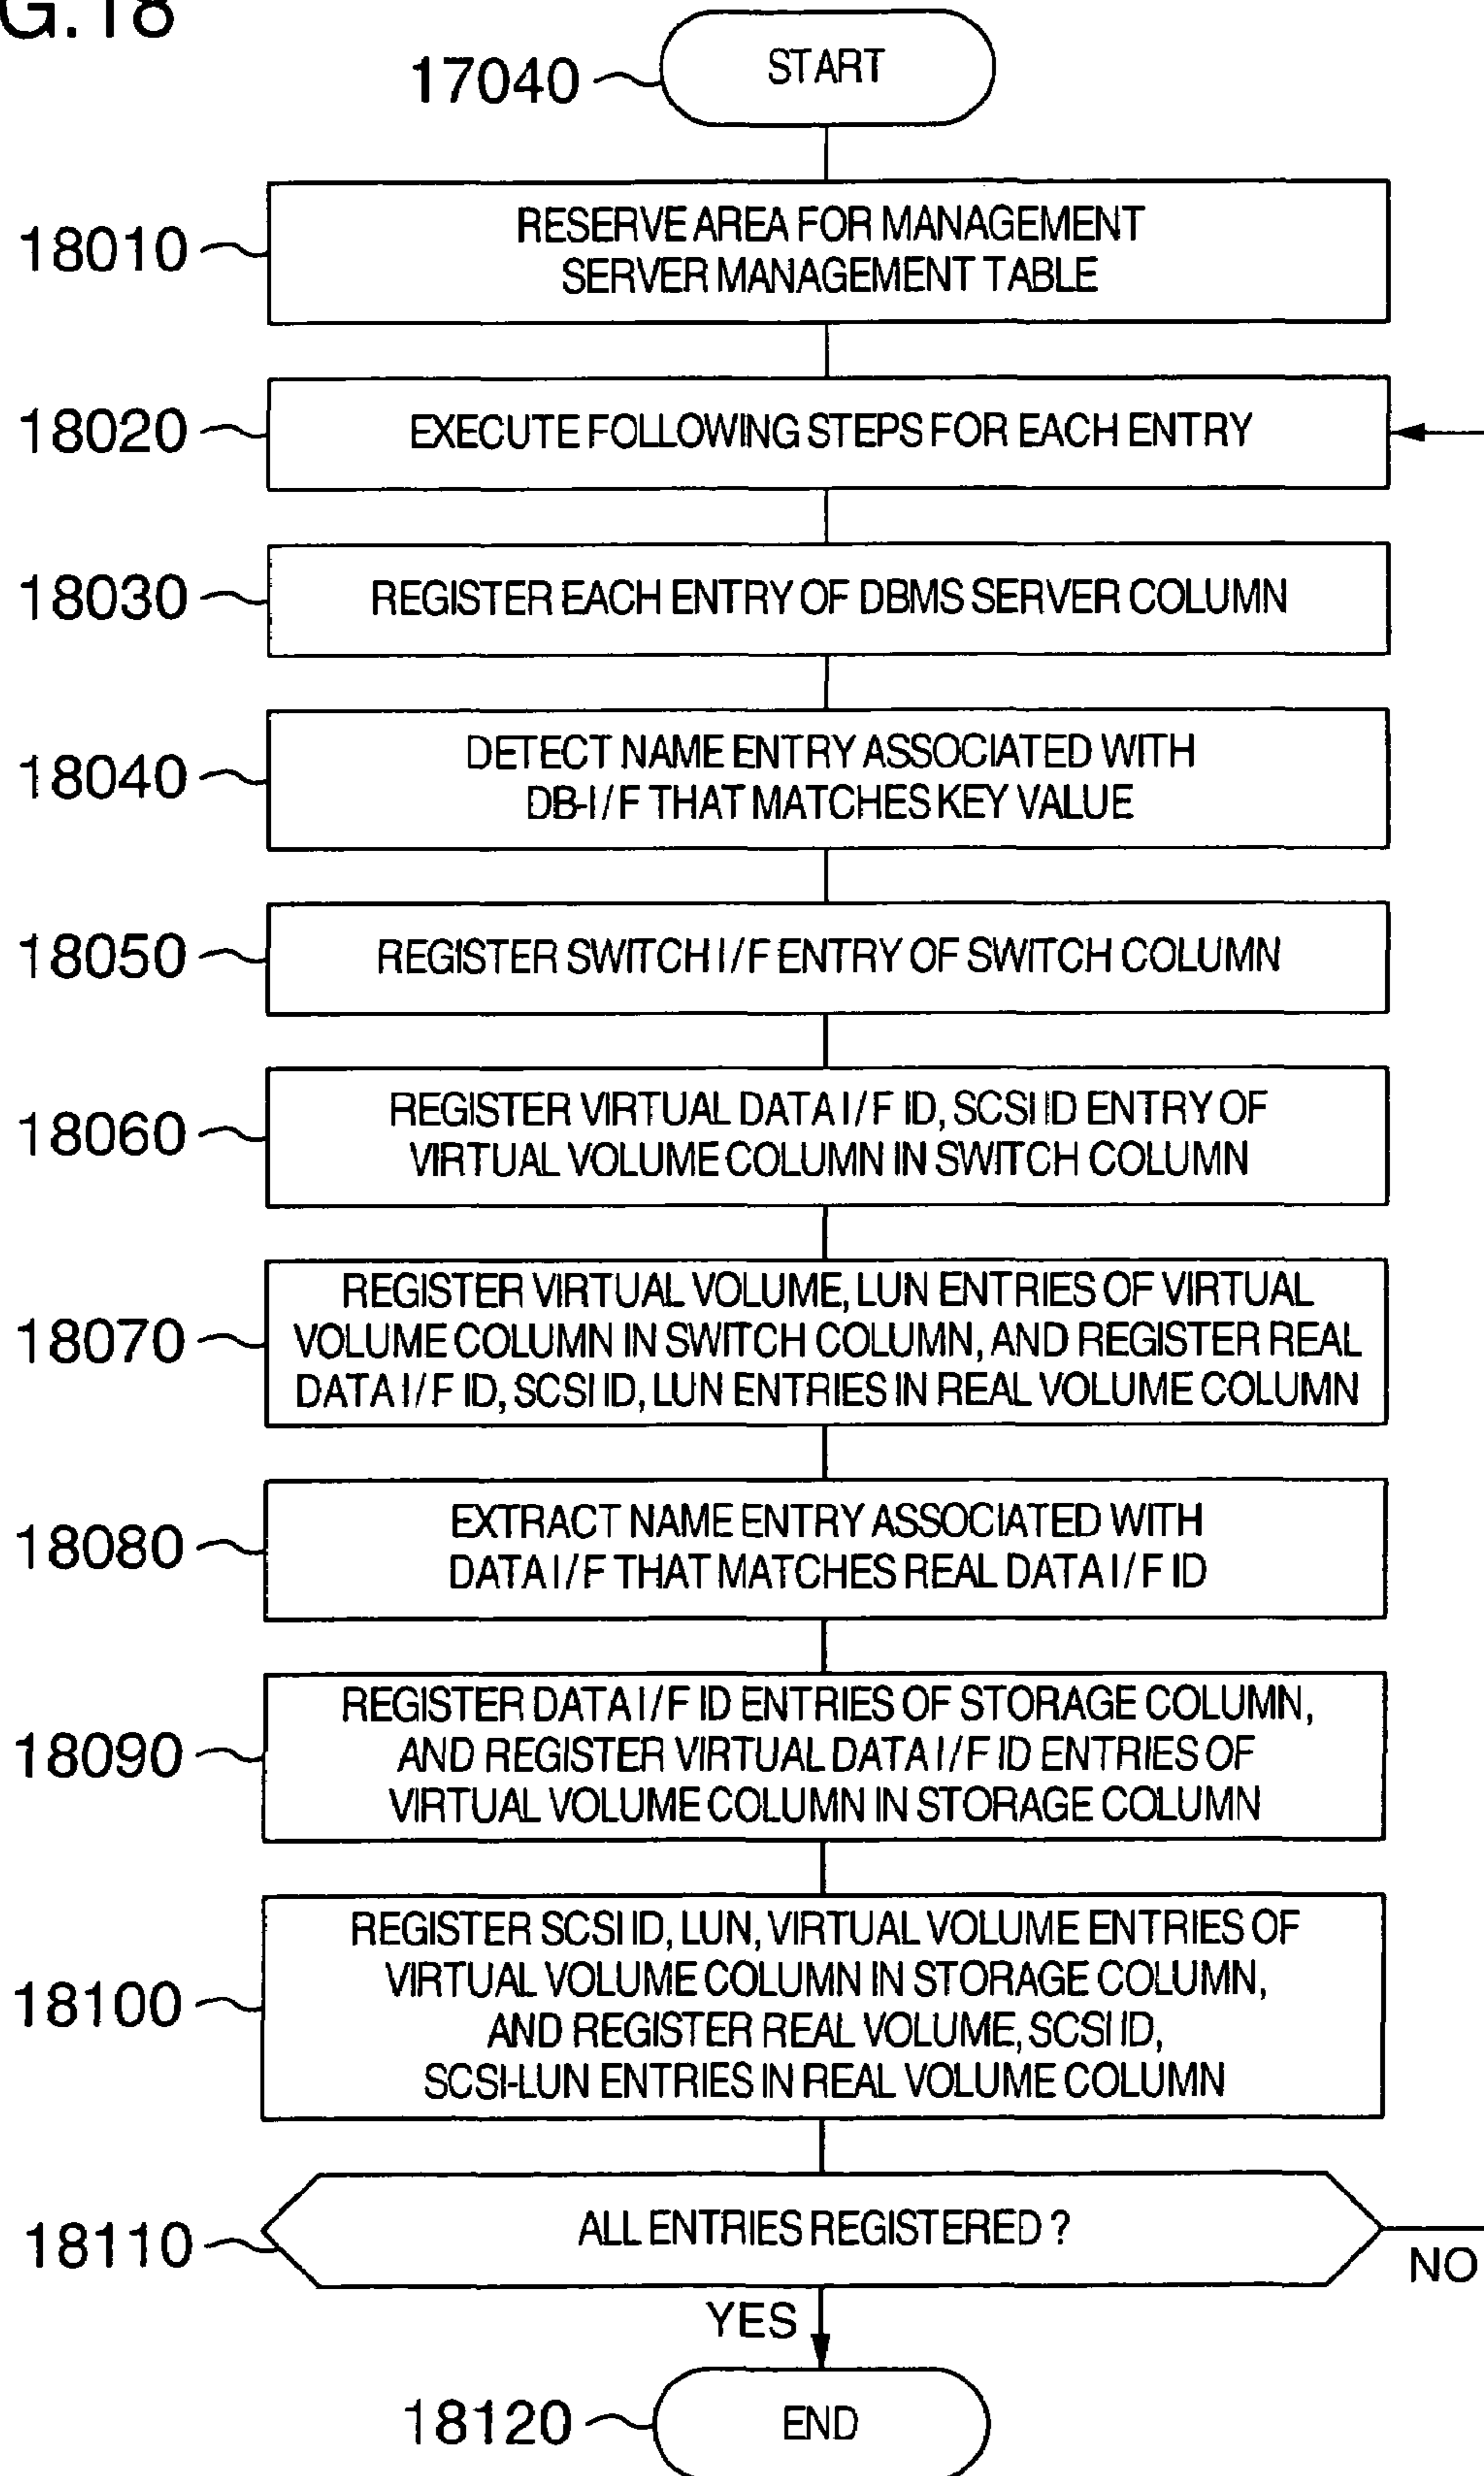 G.18
17040
START
18010
RESERVE AREA FOR MANAGEMENT
SERVER MANAGEMENT TABLE
18020
EXECUTE FOLLOWING STEPS FOR EACH ENTRY
18030
REGISTER EACH ENTRY OF DBMS SERVER COLUMN
18040
DETECT NAME ENTRY ASSOCIATED WITH
DB-I/F THAT MATCHES KEY VALUE
18050
REGISTER SWITCH I/F ENTRY OF SWITCH COLUMN
18060
REGISTER VIRTUAL DATA I/F ID, SCSI ID ENTRY OF
VIRTUAL VOLUME COLUMN IN SWITCH COLUMN
18070
REGISTER VIRTUAL VOLUME, LUN ENTRIES OF VIRTUAL
VOLUME COLUMN IN SWITCH COLUMN, AND REGISTER REAL
DATA I/F ID, SCSI ID, LUN ENTRIES IN REAL VOLUME COLUMN
18080
EXTRACT NAME ENTRY ASSOCIATED WITH
DATA I/F THAT MATCHES REAL DATA I/F ID
18090
REGISTER DATA I/F ID ENTRIES OF STORAGE COLUMN,
AND REGISTER VIRTUAL DATA I/F ID ENTRIES OF
VIRTUAL VOLUME COLUMN IN STORAGE COLUMN
18100
REGISTER SCSI ID, LUN, VIRTUAL VOLUME ENTRIES OF
VIRTUAL VOLUME COLUMN IN STORAGE COLUMN,
AND REGISTER REAL VOLUME, SCSI ID,
SCSI-LUN ENTRIES IN REAL VOLUME COLUMN
18110
ALL ENTRIES REGISTERED ?
NO
YES
18120
END